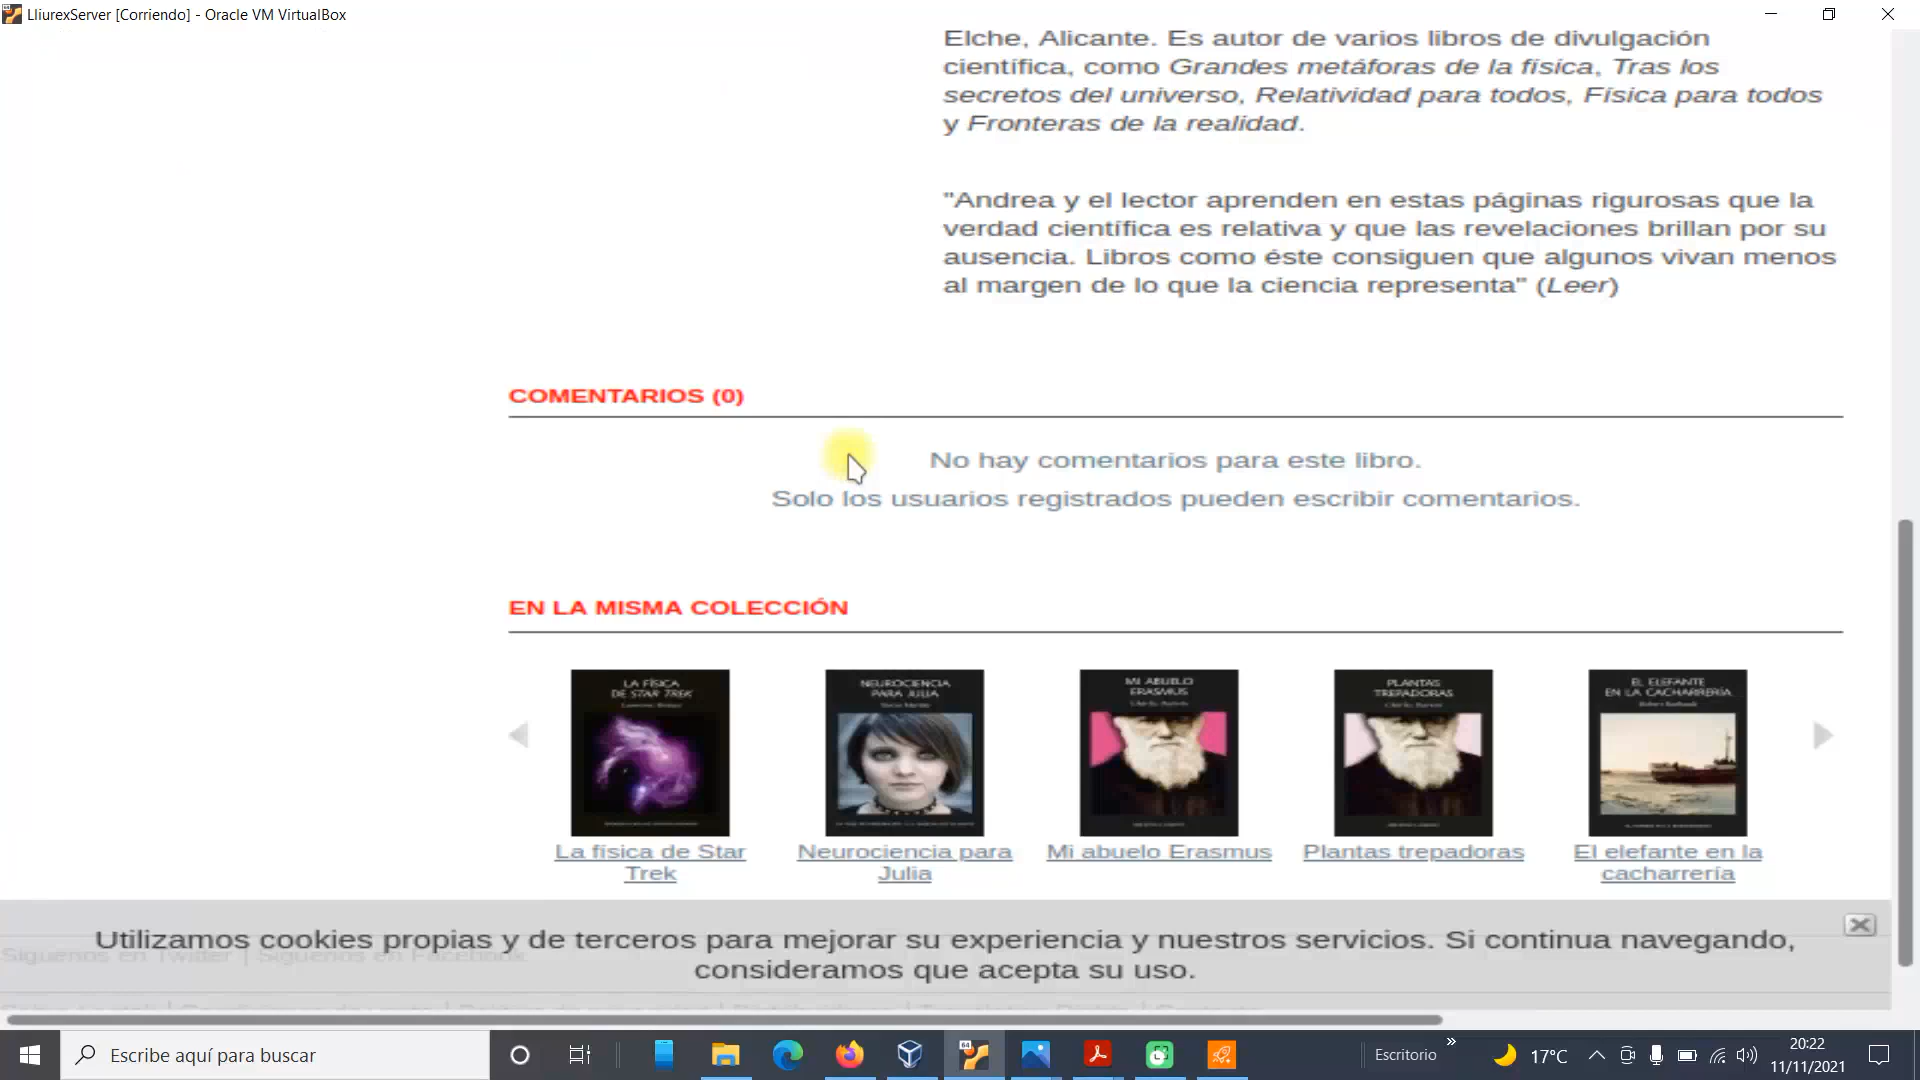 LliurexServer [Corriendo] - Oracle VM VirtualBox
Elche, Alicante. Es autor de varios libros de divulgación
científica, como Grandes metáforas de la física, Tras los
secretos del universo, Relatividad para todos, Física para todos
y Fronteras de la realidad.
"Andrea y el lector aprenden en estas páginas rigurosas que la
verdad científica es relativa y que las revelaciones brillan por su
ausencia. Libros como éste consiguen que algunos vivan menos
al margen de lo que la ciencia representa" (Leer)
COMENTARIOS (0)
No hay comentarios para este libro.
Solo los usuarios registrados pueden escribir comentarios.
EN LA MISMA COLECCIÓN
LA FÍSICA
DE STAR TREK
NEUROCIENCIA
PARA JULIA
MI ABUELO
ERASMUS
PLANTAS
TREPADORAS
EL ELEFANTE
EN LA CACHARRERÍA
La física de Star
Trek
Neurociencia para
Julia
Mi abuelo Erasmus
Plantas trepadoras
El elefante en la
cacharrería
Utilizamos cookies propias y de terceros para mejorar su experiencia y nuestros servicios. Si continua navegando,
consideramos que acepta su uso.
Síguenos en Twitter | Síguenos en Facebook
Escribe aquí para buscar
Escritorio
17°C
20:22
11/11/2021